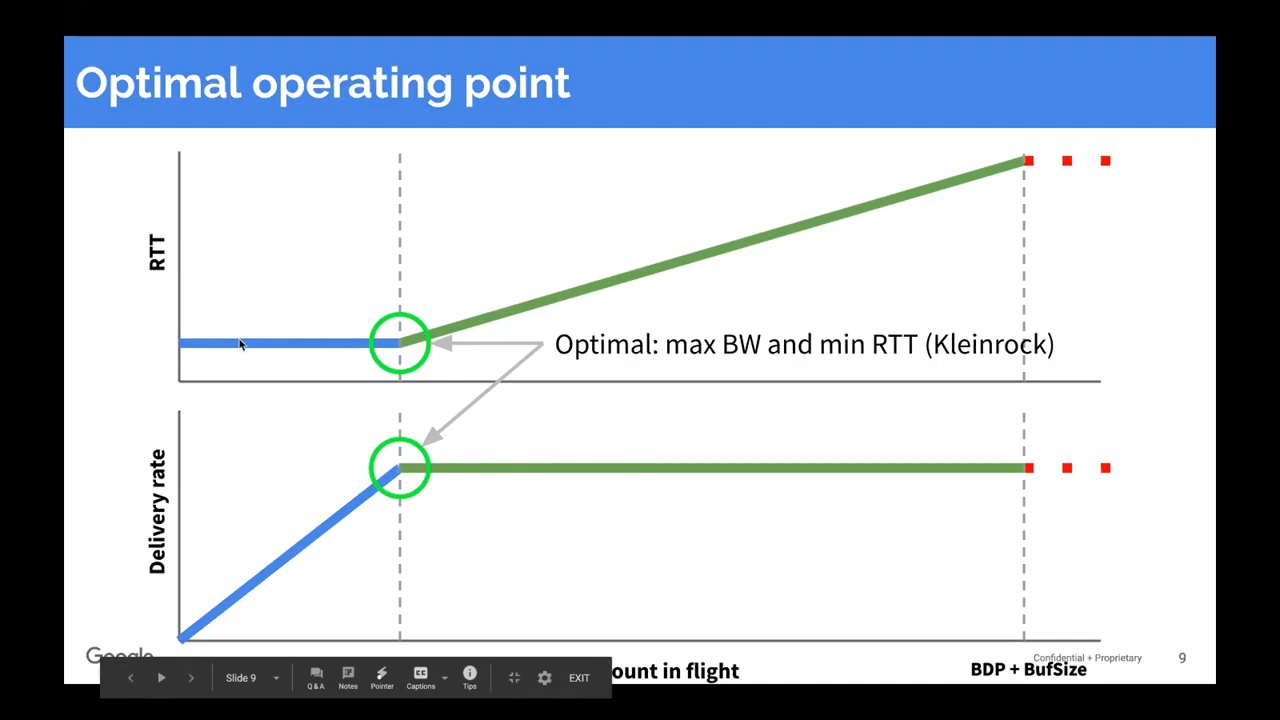 Optimal operating point
RTT
Optimal: max BW and min RTT (Kleinrock)
Delivery rate
Google
Confidential + Proprietary
9
ount in flight
BDP + BufSize
Slide 9
Q & A
Notes
Pointer
Captions
Tips
EXIT